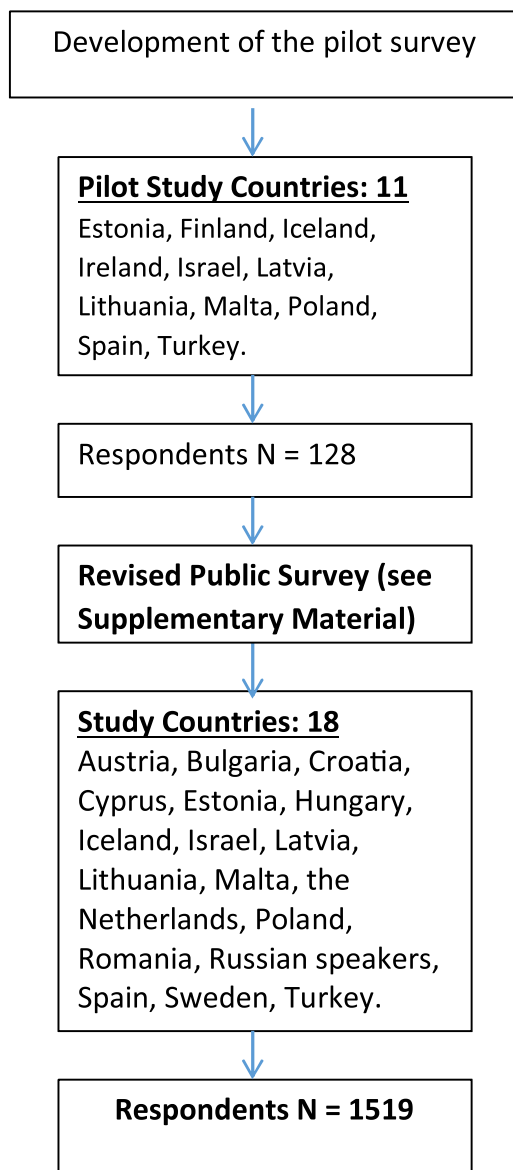 Development of the pilot survey
Pilot Study Countries: 11
Estonia, Finland, Iceland,
Ireland, Israel, Latvia,
Lithuania, Malta, Poland,
Spain, Turkey.
Respondents N = 128
Revised Public Survey (see
Supplementary Material)
Study Countries: 18
Austria, Bulgaria, Croatia,
Cyprus, Estonia, Hungary,
Iceland, Israel, Latvia,
Lithuania, Malta, the
Netherlands, Poland,
Romania, Russian speakers,
Spain, Sweden, Turkey.
Respondents N = 1519